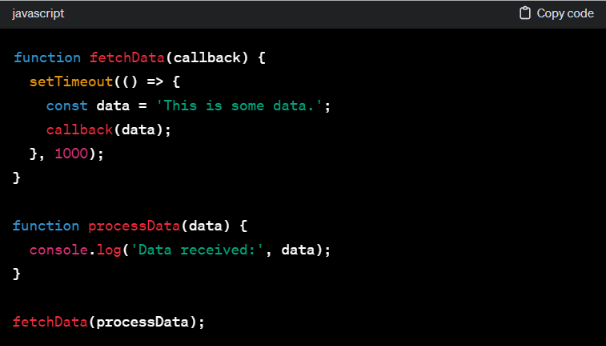 javascript
Copy code
function fetchData(callback) {
  setTimeout(() => {
    const data = 'This is some data.';
    callback(data);
  }, 1000);
}

function processData(data) {
  console.log('Data received:', data);
}

fetchData(processData);